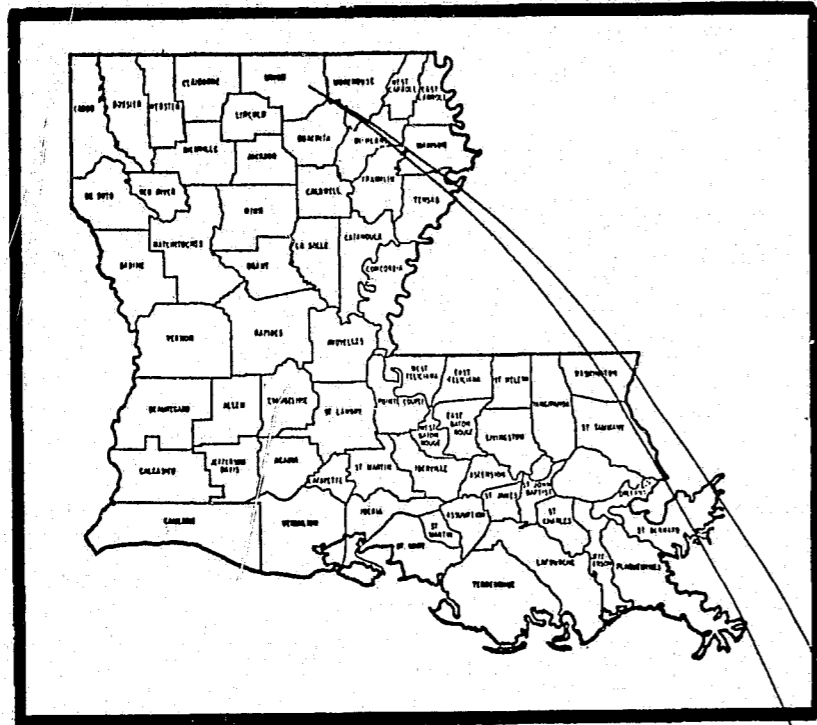 CLAIBORNE
UNION
MOREHOUSE
WEST
CARROLL
EAST
CARROLL
CADDO
BOSSIER
WEBSTER
LINCOLN
OUACHITA
RICHLAND
MADISON
BIENVILLE
JACKSON
FRANKLIN
CALDWELL
DE SOTO
RED RIVER
TENSAS
WINN
NATCHITOCHES
LA SALLE
CATAHOULA
SABINE
GRANT
CONCORDIA
VERNON
RAPIDES
AVOYELLES
WEST
FELICIANA
EAST
FELICIANA
ST HELENA
WASHINGTON
BEAUREGARD
ALLEN
EVANGELINE
ST LANDRY
POINTE COUPEE
TANGIPAHOA
WEST
BATON
ROUGE
EAST
BATON
ROUGE
LIVINGSTON
ST TAMMANY
CALCASIEU
JEFFERSON
DAVIS
ACADIA
LAFAYETTE
ST MARTIN
IBERVILLE
ASCENSION
ST JOHN
BAPTIST
ORLEANS
CAMERON
VERMILION
IBERIA
ST
MARTIN
ASSUMPTION
ST JAMES
ST
CHARLES
ST BERNARD
ST MARY
TERREBONNE
LAFOURCHE
JEFFERSON
PLAQUEMINES